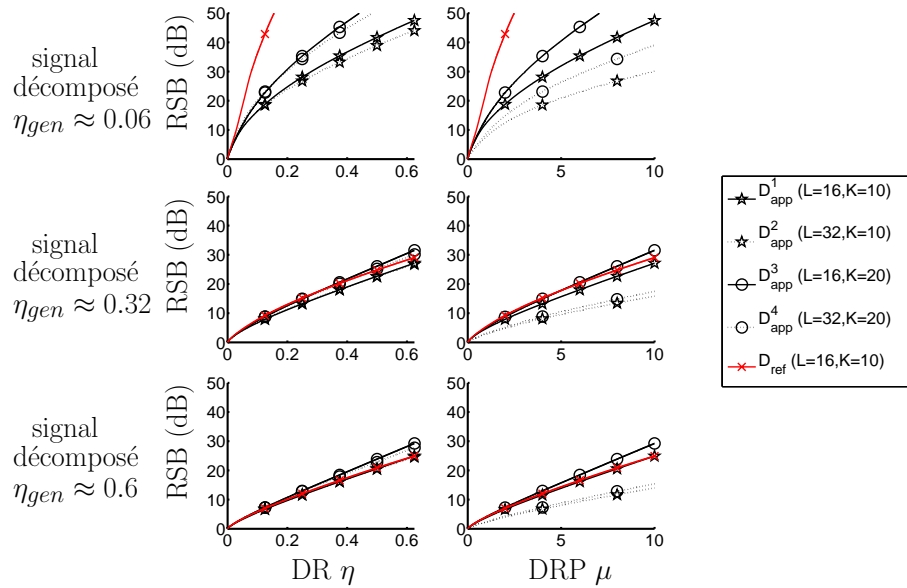 signal
décomposé
η_gen ≈ 0.06
RSB (dB)
50
40
30
20
10
0
0 0.2 0.4 0.6
50
40
30
20
10
0
0 5 10
signal
décomposé
η_gen ≈ 0.32
RSB (dB)
50
40
30
20
10
0
0 0.2 0.4 0.6
50
40
30
20
10
0
0 5 10
signal
décomposé
η_gen ≈ 0.6
RSB (dB)
50
40
30
20
10
0
0 0.2 0.4 0.6
DR η
50
40
30
20
10
0
0 5 10
DRP μ
D^1_app (L=16,K=10)
D^2_app (L=32,K=10)
D^3_app (L=16,K=20)
D^4_app (L=32,K=20)
D_ref (L=16,K=10)